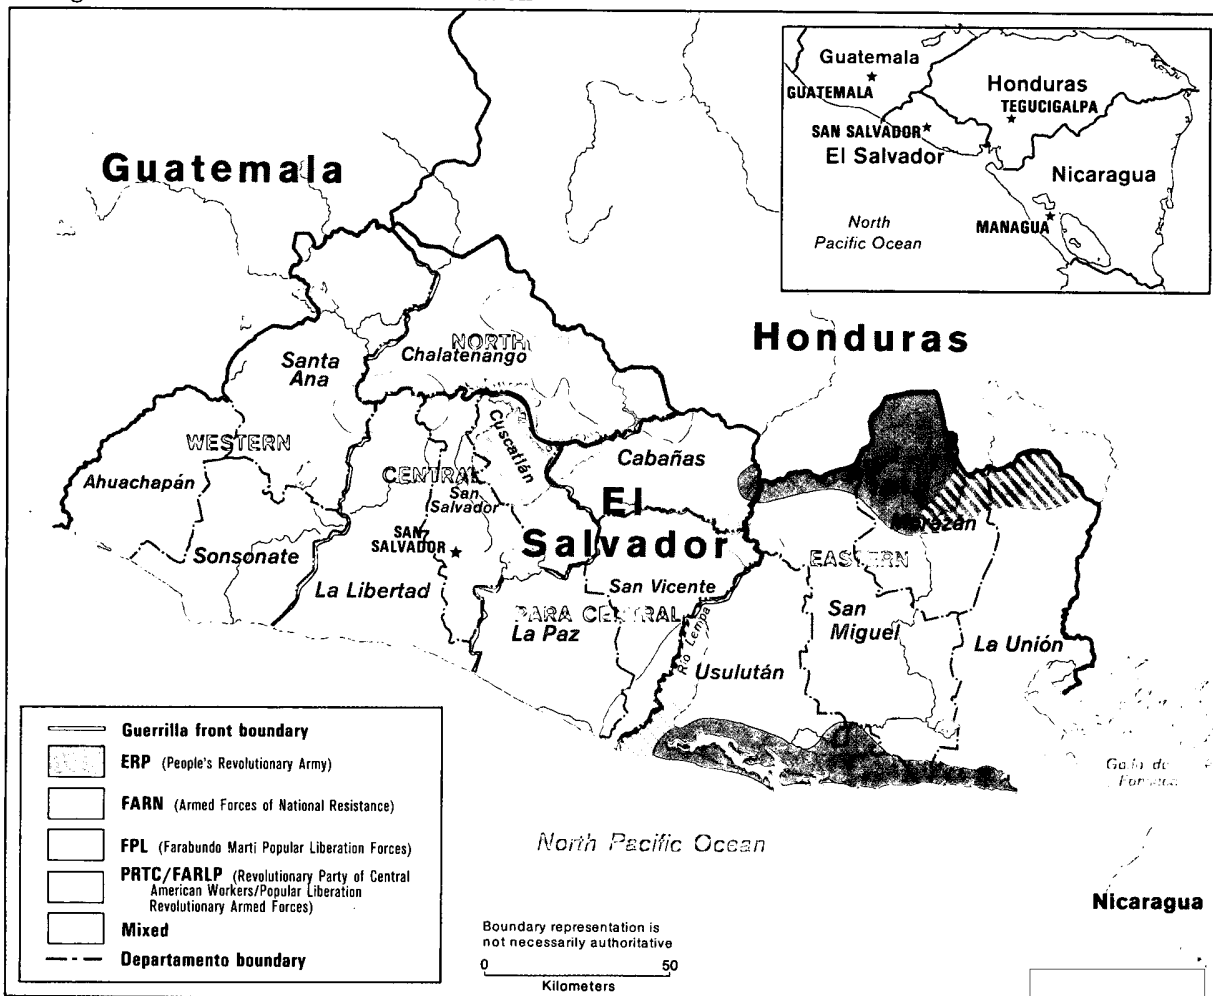 Guatemala
Honduras
Guatemala
GUATEMALA
Honduras
TEGUCIGALPA
SAN SALVADOR
El Salvador
Nicaragua
North
Pacific Ocean
MANAGUA
NORTH
Chalatenango
Santa
Ana
WESTERN
Ahuachapán
Sonsonate
CENTRAL
Cuscatlán
San
Salvador
SAN
SALVADOR
La Libertad
Cabañas
El
Salvador
San Vicente
PARA CENTRAL
La Paz
Río Lempa
Usulután
EASTERN
Morazán
San
Miguel
La Unión
Guerrilla front boundary
ERP (People's Revolutionary Army)
FARN (Armed Forces of National Resistance)
FPL (Farabundo Marti Popular Liberation Forces)
PRTC/FARLP (Revolutionary Party of Central
American Workers/Popular Liberation
Revolutionary Armed Forces)
Mixed
Departamento boundary
North Pacific Ocean
Nicaragua
Boundary representation is
not necessarily authoritative
0 50
Kilometers